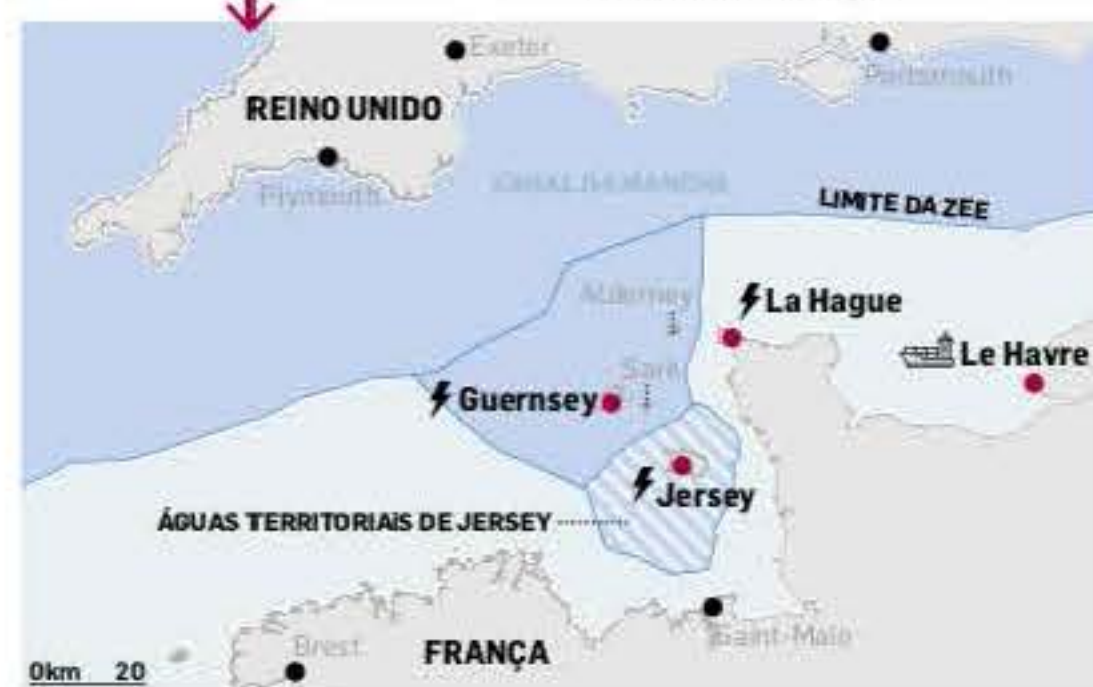 Exeter
Portsmouth
REINO UNIDO
Plymouth
CANAL DA MANCHA
LIMITE DA ZEE
Alderney
La Hague
Sark
Le Havre
Guernsey
Jersey
ÁGUAS TERRITORIAIS DE JERSEY
Saint-Malo
Brest
FRANÇA
0km 20